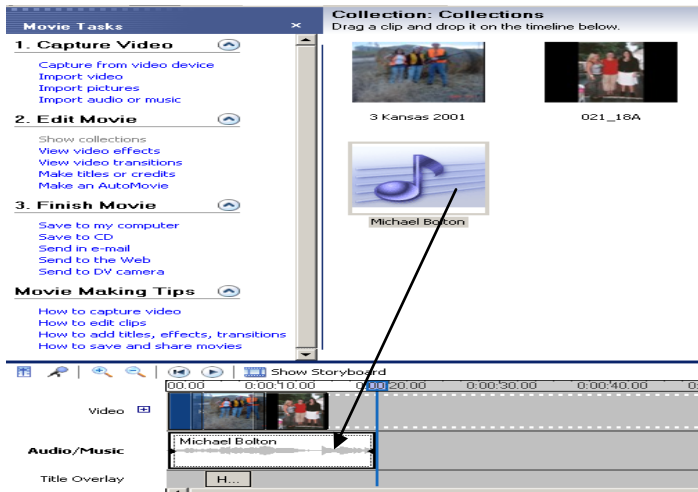 Movie Tasks
×
1. Capture Video
Capture from video device
Import video
Import pictures
Import audio or music
2. Edit Movie
Show collections
View video effects
View video transitions
Make titles or credits
Make an AutoMovie
3. Finish Movie
Save to my computer
Save to CD
Send in e-mail
Send to the Web
Send to DV camera
Movie Making Tips
How to capture video
How to edit clips
How to add titles, effects, transitions
How to save and share movies
Collection: Collections
Drag a clip and drop it on the timeline below.
3 Kansas 2001
021_18A
Michael Bolton
Show Storyboard
00.00 0:00:10.00 20.00 0:00:30.00 0:00:40.00
Video
Audio/Music
Michael Bolton
Title Overlay
H...